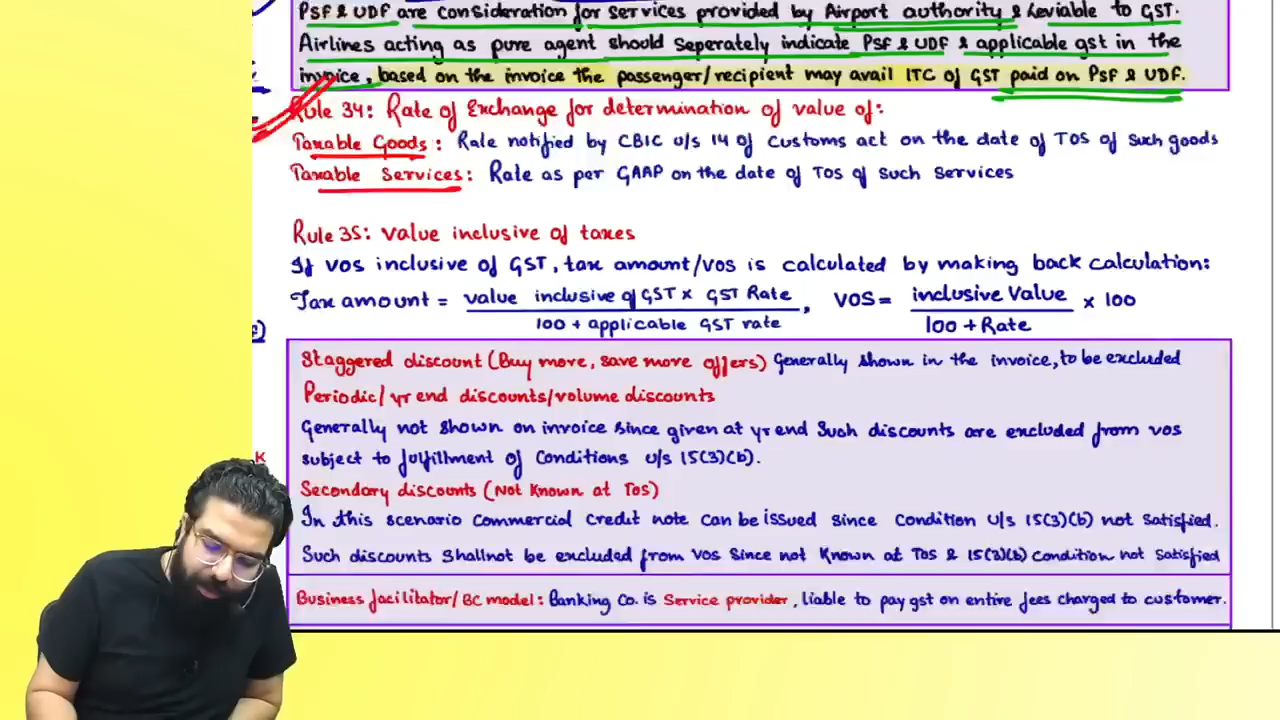 PSF & UDF are consideration for services provided by Airport authority & Leviable to GST.
Airlines acting as pure agent should seperately indicate PSF & UDF & applicable gst in the
invoice, based on the invoice the passenger/recipient may avail ITC of GST paid on PSF & UDF.
Rule 34: Rate of Exchange for determination of value of:
Taxable Goods: Rate notified by CBIC u/s 14 of Customs act on the date of TOS of such goods
Taxable Services: Rate as per GAAP on the date of TOS of such services
Rule 35: Value inclusive of taxes
If VOS inclusive of GST, tax amount/VOS is calculated by making back calculation:
Tax amount = value inclusive of GST × GST Rate / 100 + applicable GST rate, VOS = inclusive Value / 100 + Rate × 100
Staggered discount (Buy more, save more offers) Generally shown in the invoice, to be excluded
Periodic/yr end discounts/volume discounts
Generally not shown on invoice since given at yr end Such discounts are excluded from VOS
subject to fulfillment of Conditions u/s 15(3)(b).
K
Secondary discounts (Not Known at TOS)
In this scenario Commercial Credit note can be issued since Condition u/s 15(3)(b) not satisfied.
Such discounts shall not be excluded from VOS since not Known at TOS & 15(3)(b) Condition not satisfied
Business facilitator/BC model: Banking Co. is Service provider, liable to pay gst on entire fees charged to customer.